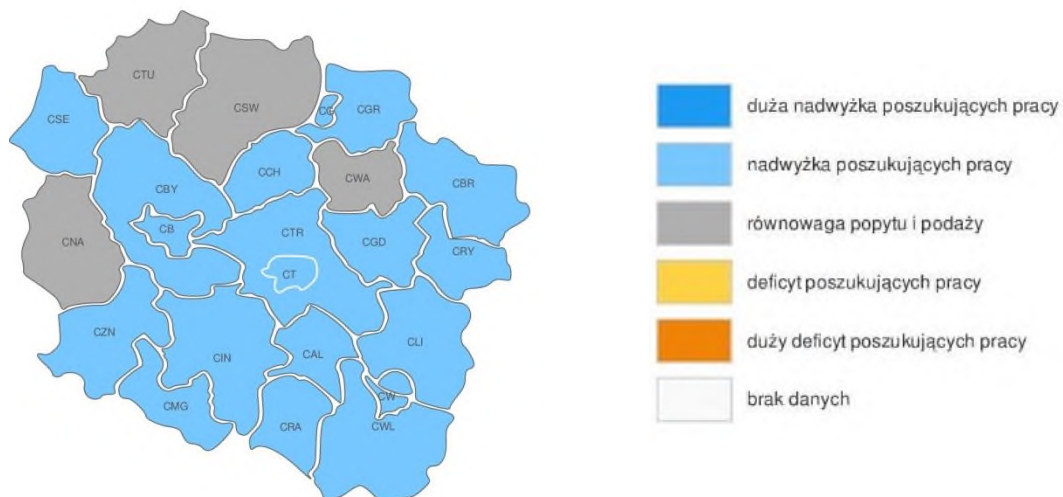 CTU
CSW
CSE
CG
CGR
CCH
CWA
CBR
CBY
CB
CTR
CGD
CRY
CNA
CT
CZN
CIN
CAL
CLI
CMG
CRA
CW
CWL
duża nadwyżka poszukujących pracy
nadwyżka poszukujących pracy
równowaga popytu i podaży
deficyt poszukujących pracy
duży deficyt poszukujących pracy
brak danych